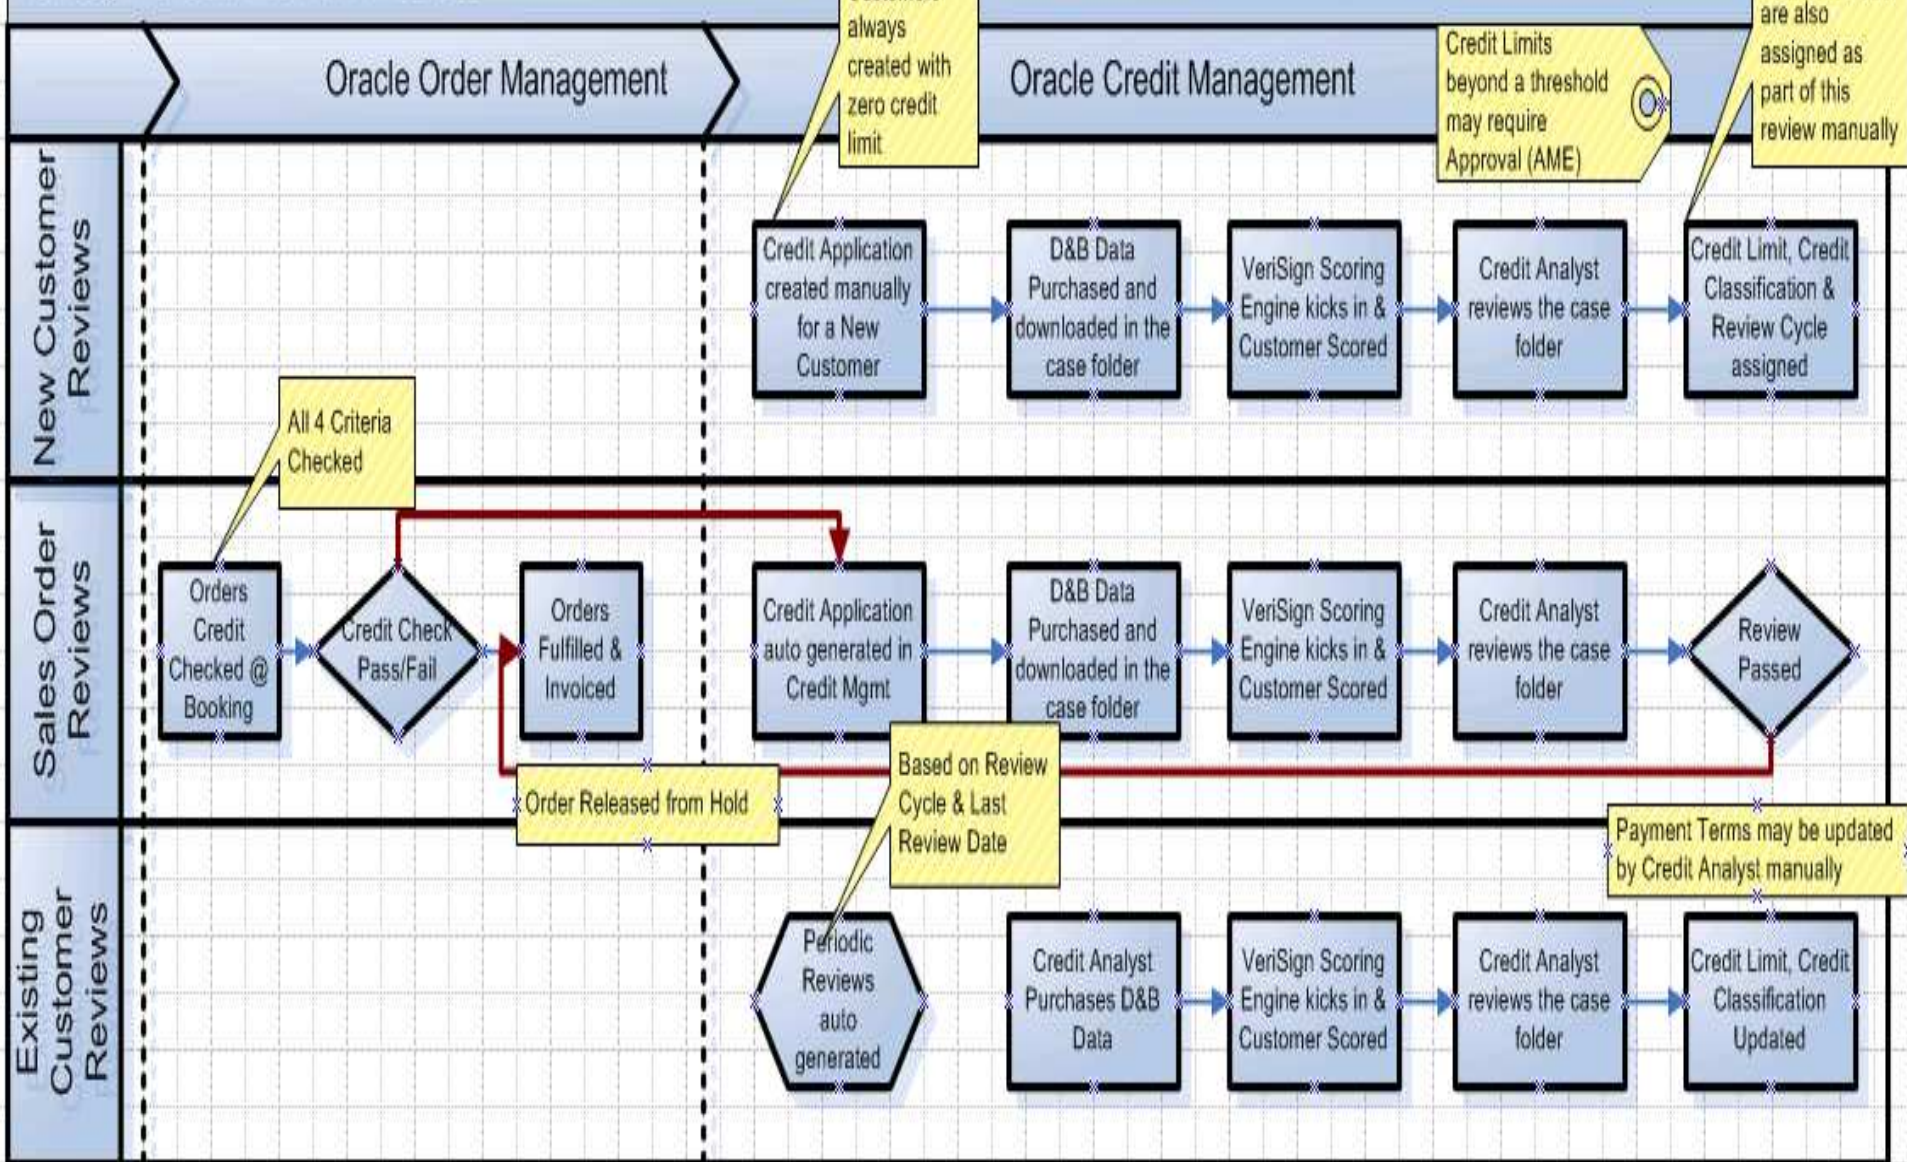 always
created with
zero credit
limit
are also
assigned as
part of this
review manually
Oracle Order Management
Oracle Credit Management
Credit Limits
beyond a threshold
may require
Approval (AME)
New Customer
Reviews
Credit Application
created manually
for a New
Customer
D&B Data
Purchased and
downloaded in the
case folder
VeriSign Scoring
Engine kicks in &
Customer Scored
Credit Analyst
reviews the case
folder
Credit Limit, Credit
Classification &
Review Cycle
assigned
All 4 Criteria
Checked
Sales Order
Reviews
Orders
Credit
Checked @
Booking
Credit Check
Pass/Fail
Orders
Fulfilled &
Invoiced
Credit Application
auto generated in
Credit Mgmt
D&B Data
Purchased and
downloaded in the
case folder
VeriSign Scoring
Engine kicks in &
Customer Scored
Credit Analyst
reviews the case
folder
Review
Passed
Order Released from Hold
Based on Review
Cycle & Last
Review Date
Payment Terms may be updated
by Credit Analyst manually
Existing
Customer
Reviews
Periodic
Reviews
auto
generated
Credit Analyst
Purchases D&B
Data
VeriSign Scoring
Engine kicks in &
Customer Scored
Credit Analyst
reviews the case
folder
Credit Limit, Credit
Classification
Updated